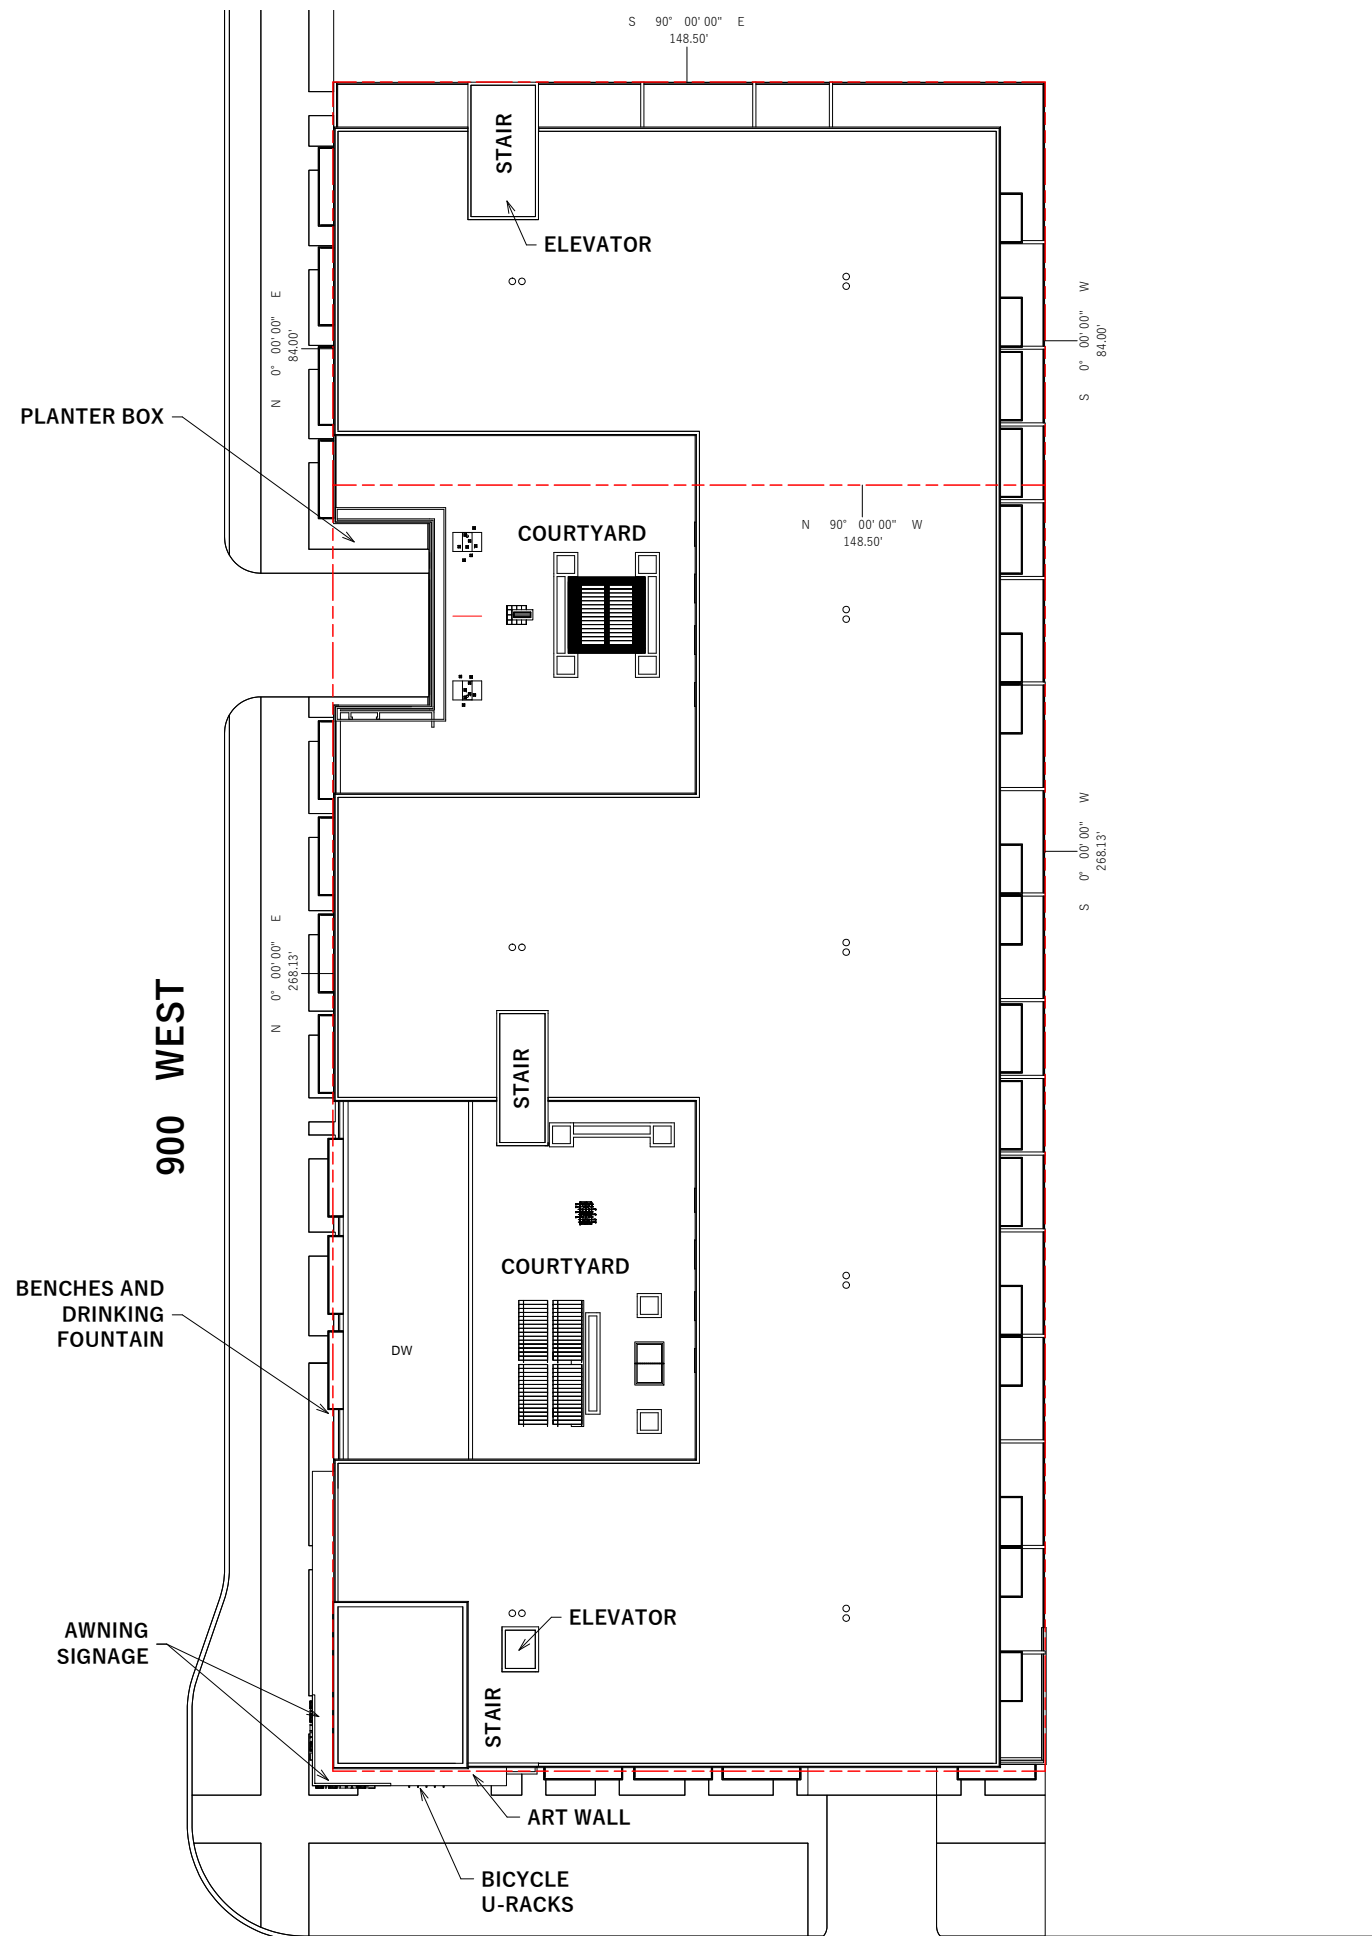 S 90° 00' 00" E
148.50'
STAIR
ELEVATOR
N 0° 00' 00" E
84.00'
S 0° 00' 00" W
84.00'
PLANTER BOX
COURTYARD
N 90° 00' 00" W
148.50'
S 0° 00' 00" W
268.13'
N 0° 00' 00" E
268.13'
900 WEST
STAIR
COURTYARD
BENCHES AND
DRINKING
FOUNTAIN
DW
ELEVATOR
AWNING
SIGNAGE
STAIR
ART WALL
BICYCLE
U-RACKS